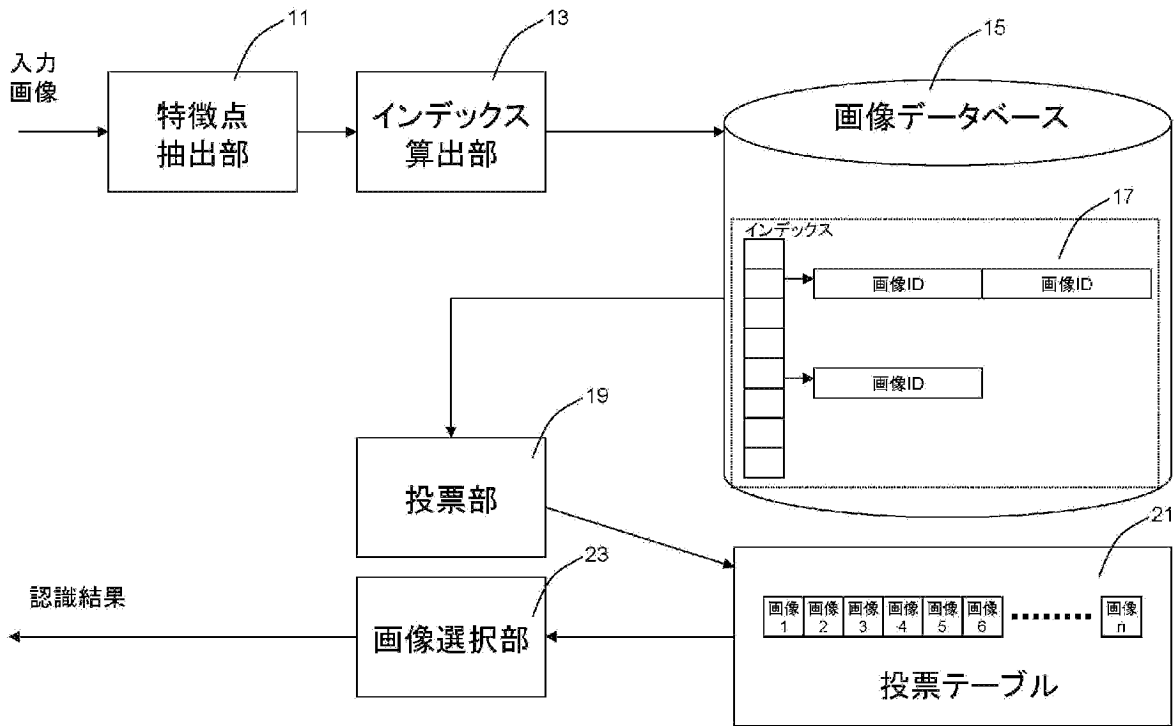 11
13
15
入力
画像
特徴点
抽出部
インデックス
算出部
画像データベース
17
インデックス
画像ID 画像ID
画像ID
19
投票部
21
23
認識結果
画像選択部
画像
1
画像
2
画像
3
画像
4
画像
5
画像
6
画像
n
投票テーブル